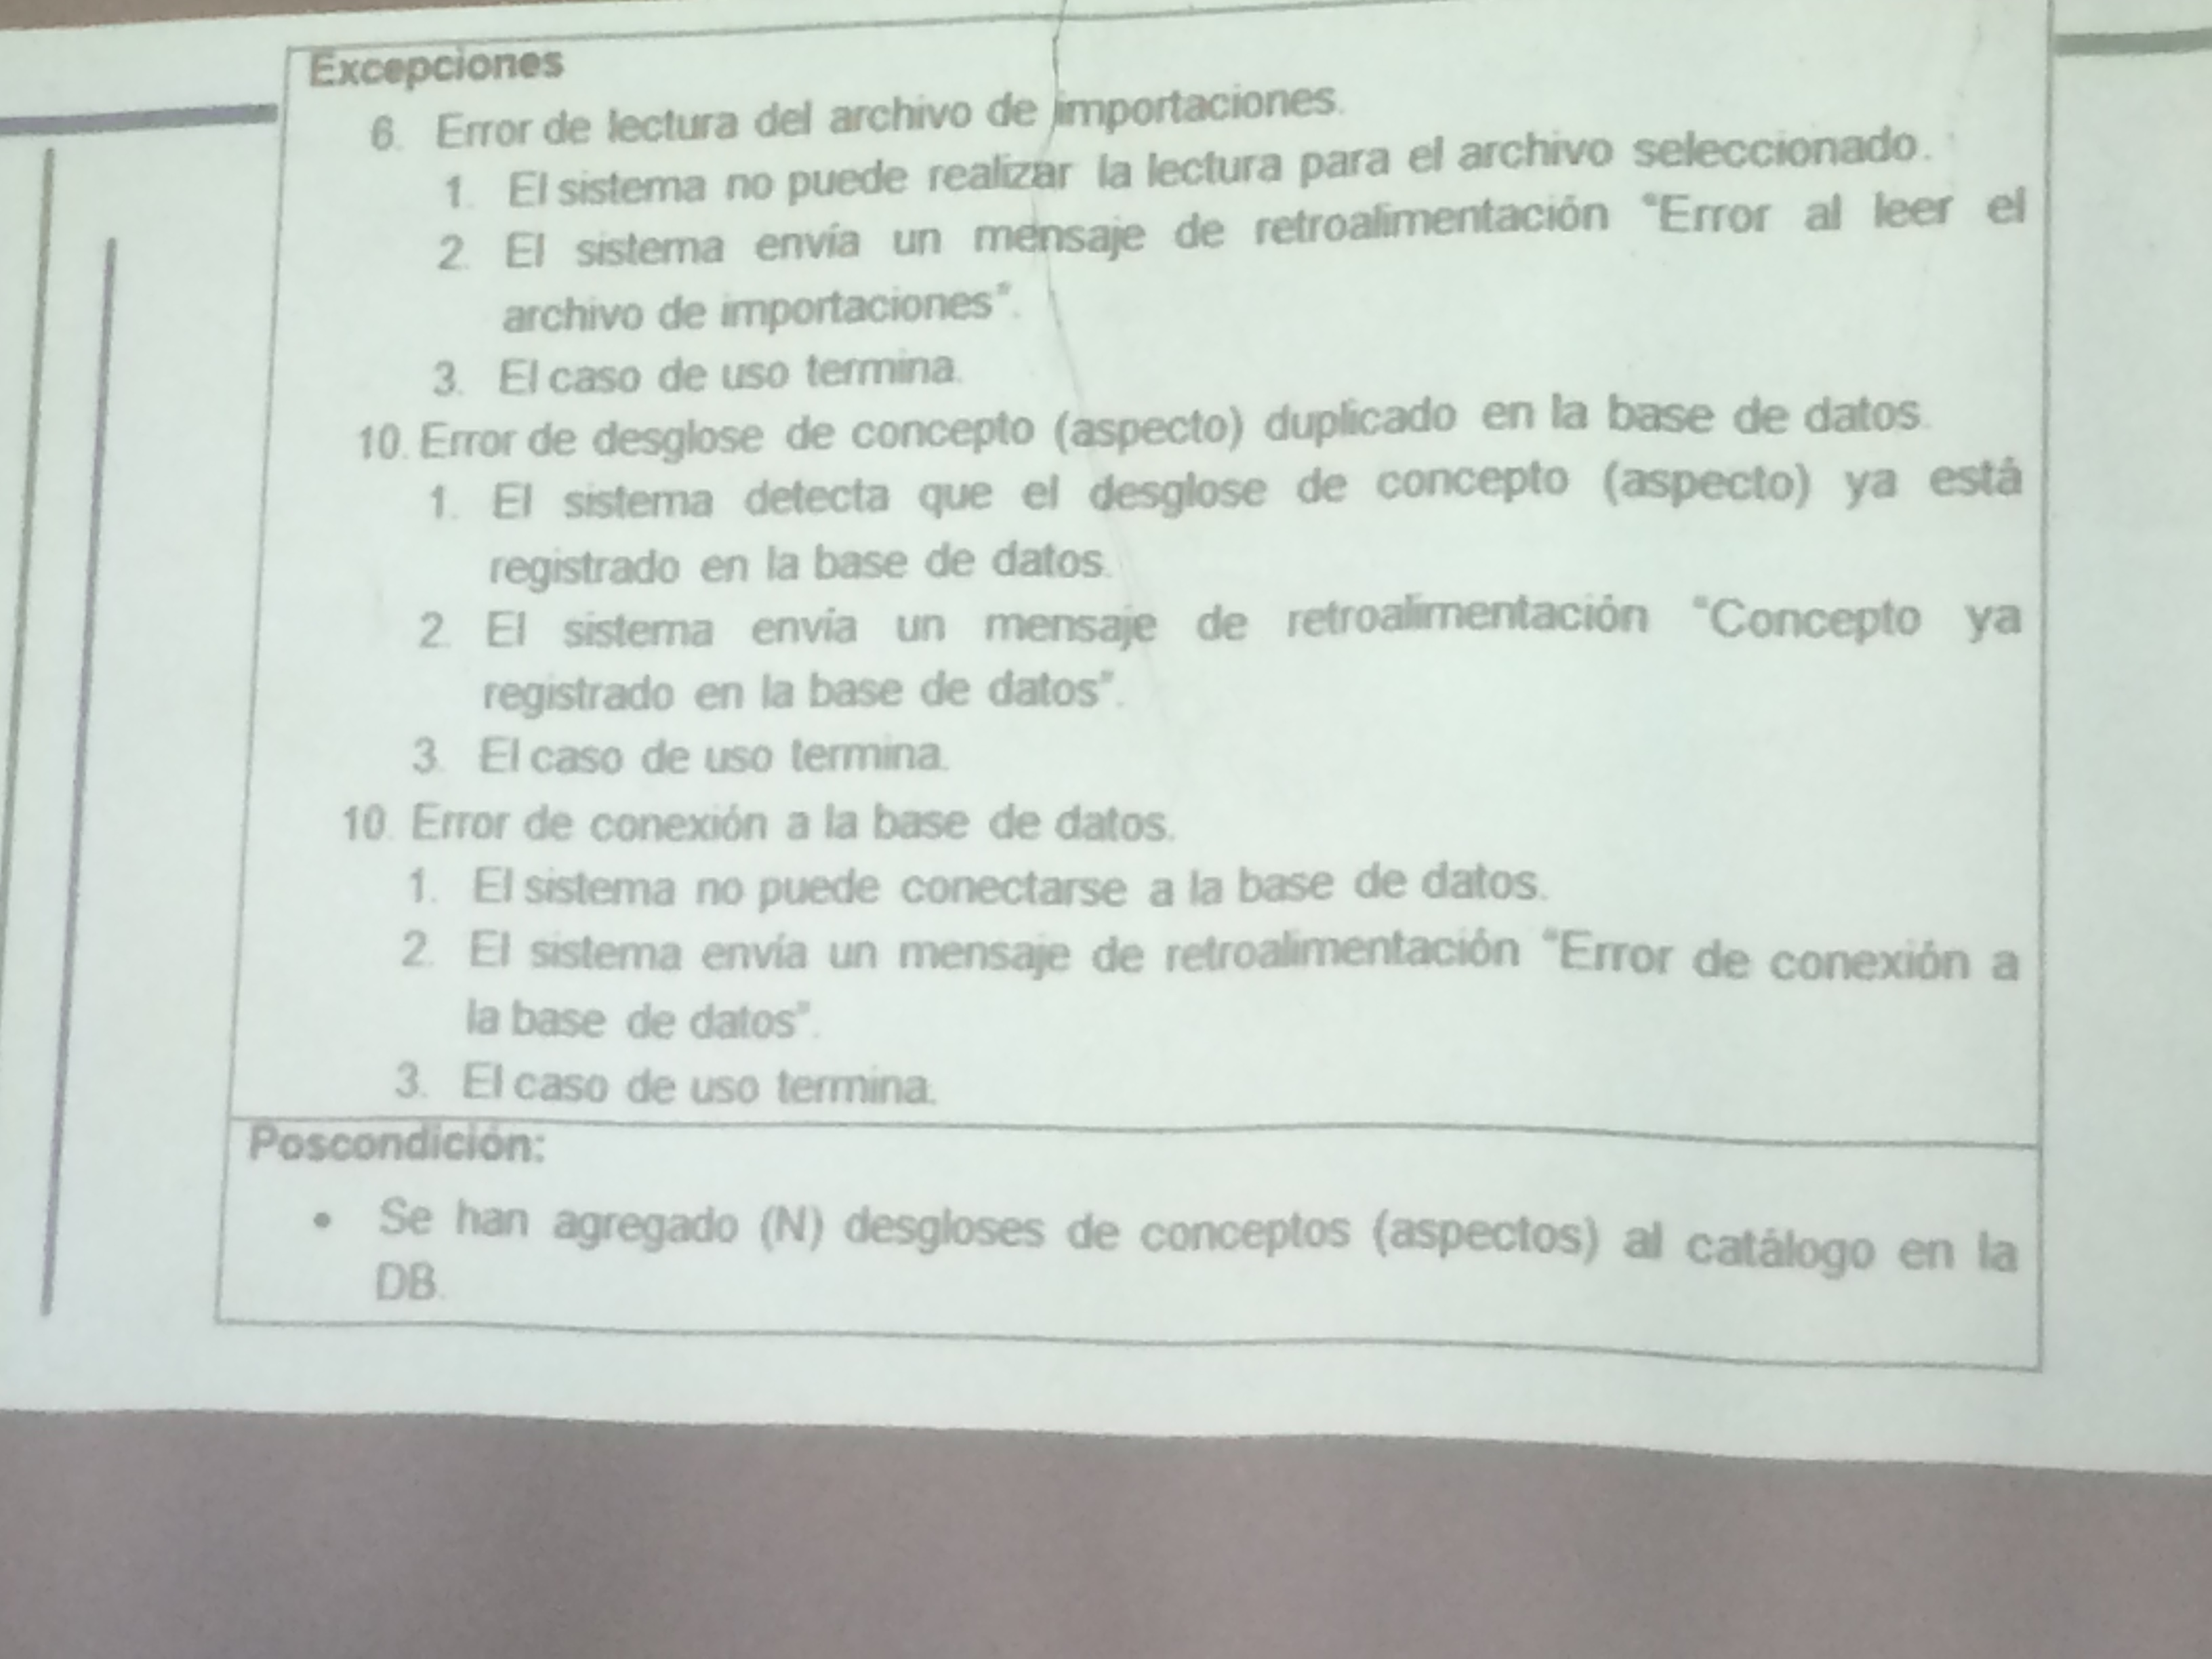 Excepciones
6. Error de lectura del archivo de importaciones.
1. El sistema no puede realizar la lectura para el archivo seleccionado.
2. El sistema envía un mensaje de retroalimentación "Error al leer el
archivo de importaciones".
3. El caso de uso termina.
10. Error de desglose de concepto (aspecto) duplicado en la base de datos.
1. El sistema detecta que el desglose de concepto (aspecto) ya está
registrado en la base de datos.
2. El sistema envía un mensaje de retroalimentación "Concepto ya
registrado en la base de datos".
3. El caso de uso termina.
10. Error de conexión a la base de datos.
1. El sistema no puede conectarse a la base de datos.
2. El sistema envía un mensaje de retroalimentación "Error de conexión a
la base de datos".
3. El caso de uso termina.
Poscondición:
• Se han agregado (N) desgloses de conceptos (aspectos) al catálogo en la
DB.